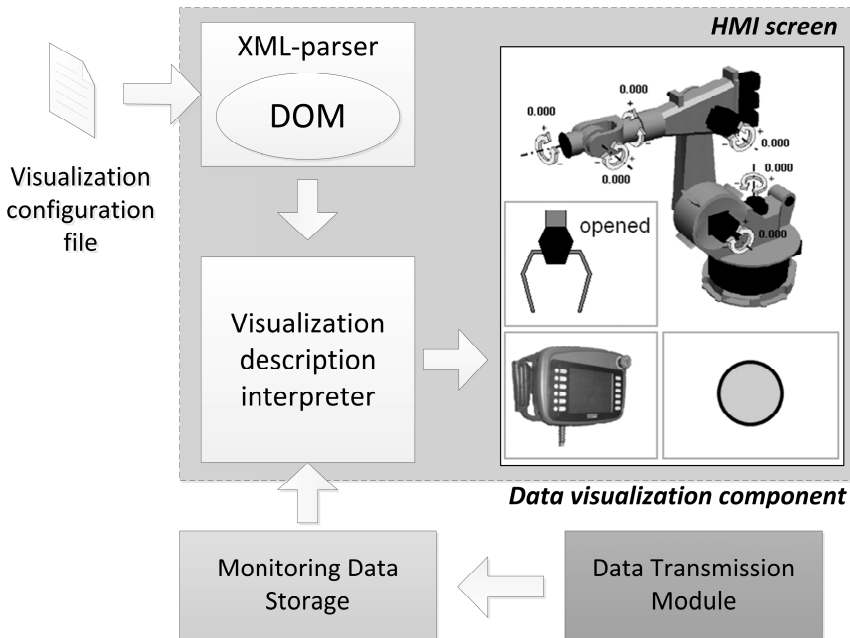 HMI screen
XML-parser
DOM
Visualization
configuration
file
0.000
0.000
0.000
0.000
0.000
0.000
opened
Visualization
description
interpreter
Data visualization component
Monitoring Data
Storage
Data Transmission
Module